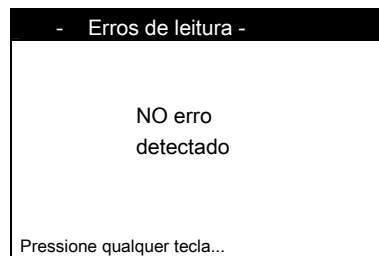 - Erros de leitura -
NO erro
detectado
Pressione qualquer tecla...